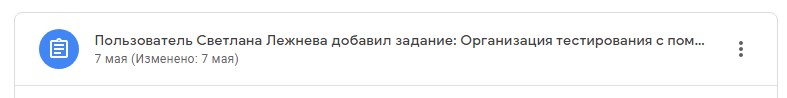 Пользователь Светлана Лежнева добавил задание: Организация тестирования с пом...
7 мая (Изменено: 7 мая)